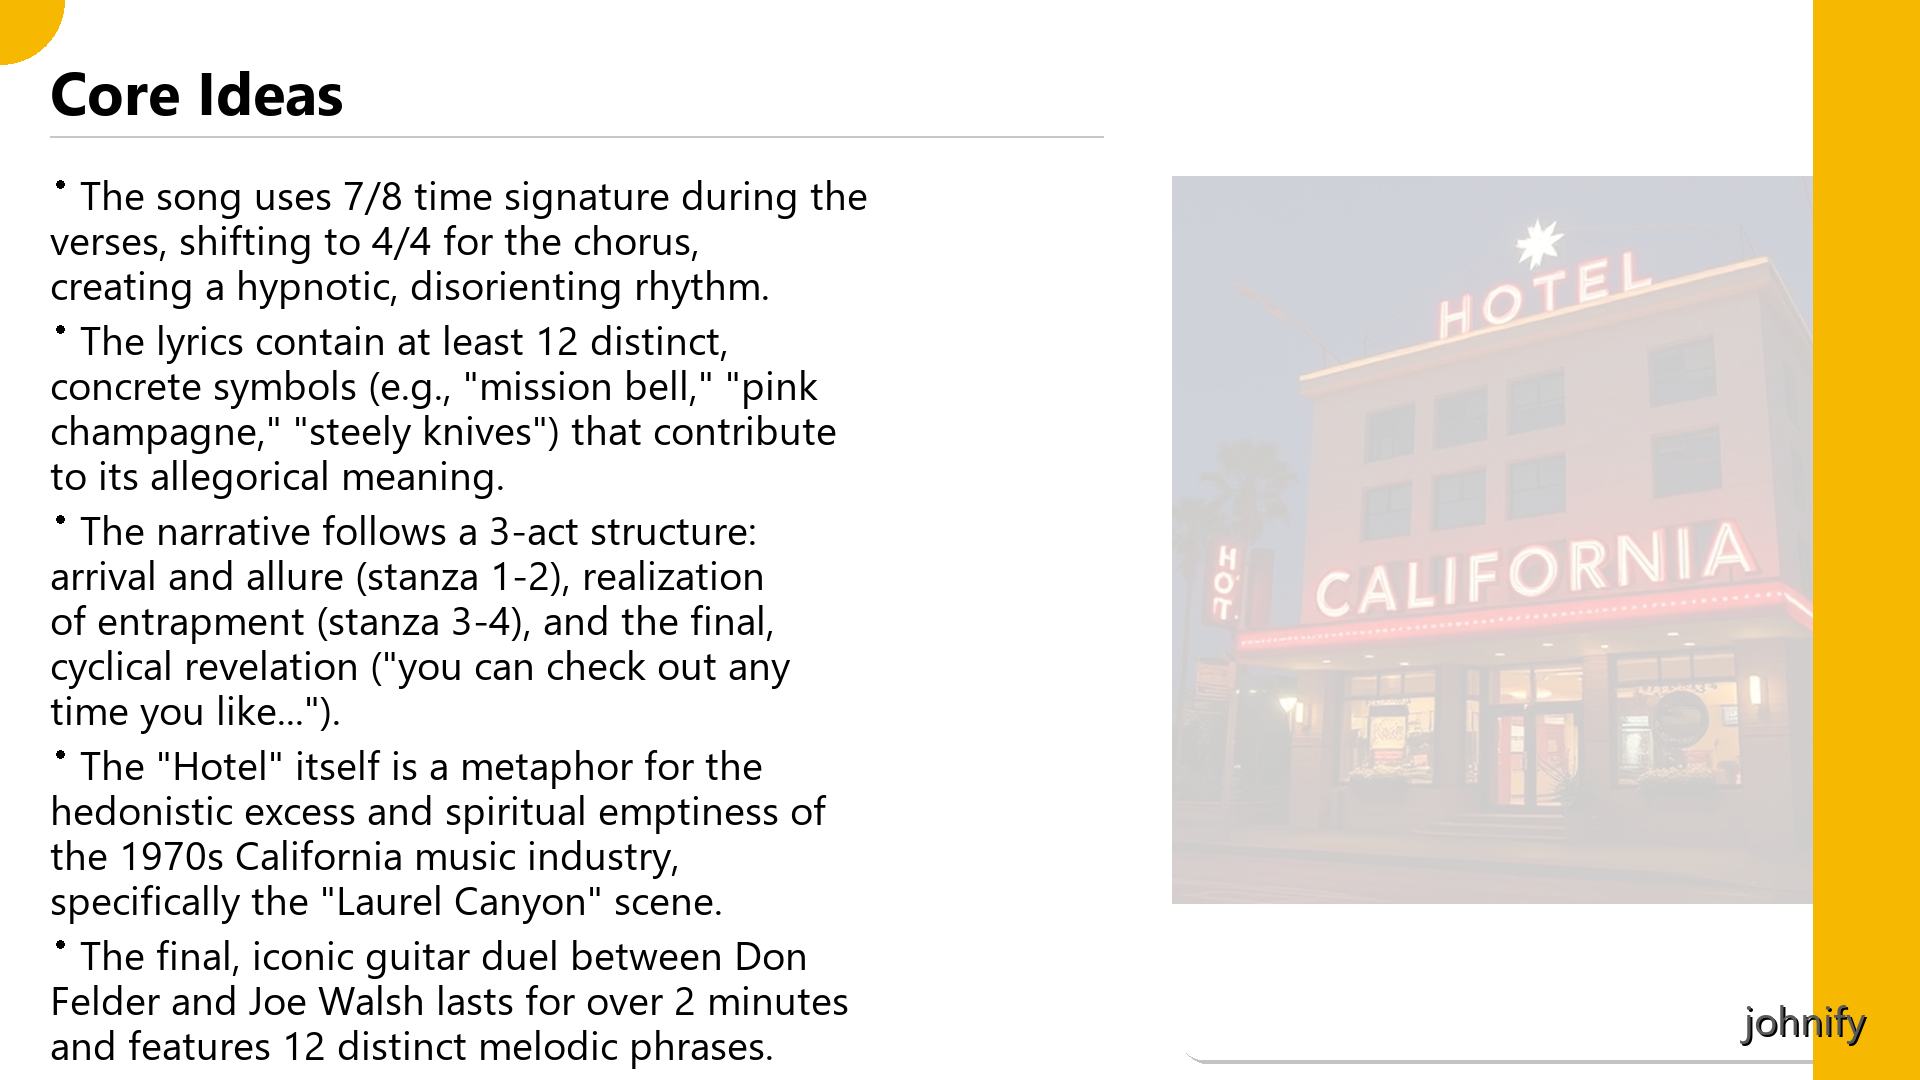 Core Ideas
• The song uses 7/8 time signature during the
verses, shifting to 4/4 for the chorus,
creating a hypnotic, disorienting rhythm.
• The lyrics contain at least 12 distinct,
concrete symbols (e.g., "mission bell," "pink
champagne," "steely knives") that contribute
to its allegorical meaning.
• The narrative follows a 3-act structure:
arrival and allure (stanza 1-2), realization
of entrapment (stanza 3-4), and the final,
cyclical revelation ("you can check out any
time you like...").
• The "Hotel" itself is a metaphor for the
hedonistic excess and spiritual emptiness of
the 1970s California music industry,
specifically the "Laurel Canyon" scene.
• The final, iconic guitar duel between Don
Felder and Joe Walsh lasts for over 2 minutes
and features 12 distinct melodic phrases.
HOTEL
CALIFORNIA
HOT.
johnify